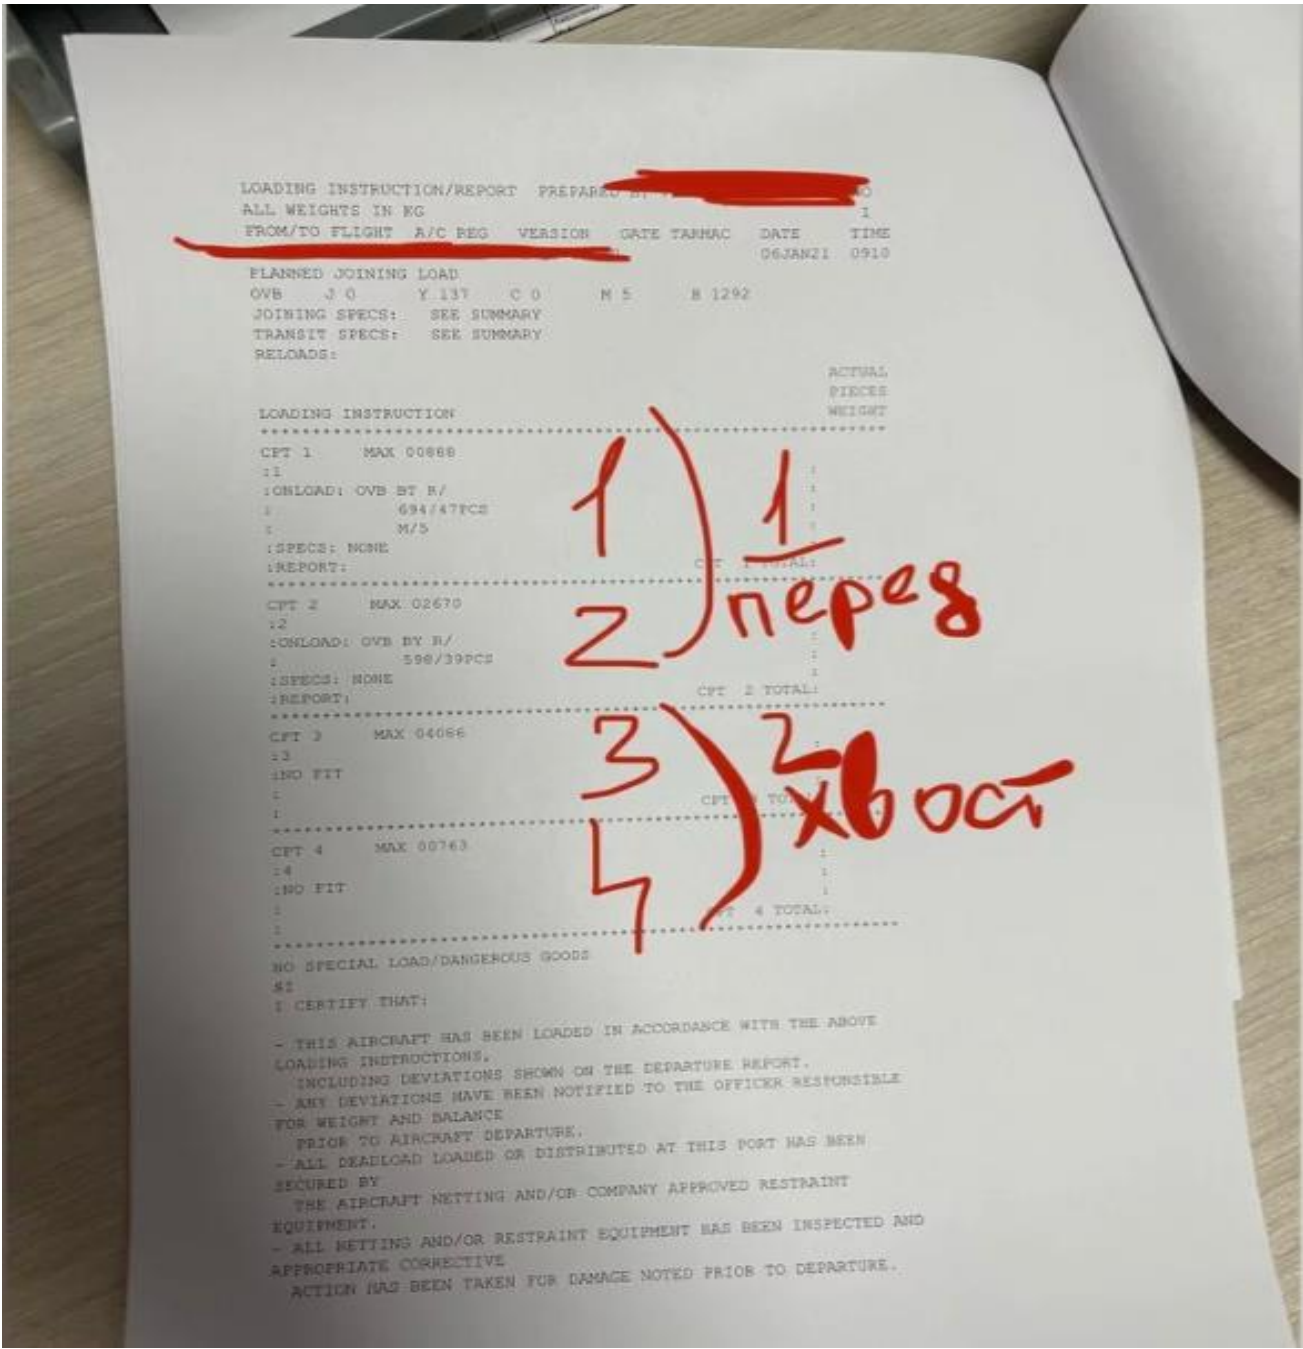 LOADING INSTRUCTION/REPORT PREPARED
ALL WEIGHTS IN KG 1
FROM/TO FLIGHT A/C REG VERSION GATE TARMAC DATE TIME
06JAN21 0910
PLANNED JOINING LOAD
OVB J 0 Y 137 C 0 M 5 B 1292
JOINING SPECS: SEE SUMMARY
TRANSIT SPECS: SEE SUMMARY
RELOADS:
ACTUAL
PIECES
LOADING INSTRUCTION WEIGHT
CPT 1 MAX 00868
:1
:ONLOAD: OVB BT R/
: 694/47PCS
: M/5
:SPECS: NONE
:REPORT: CPT 1 TOTAL:
1
2
1
перед
CPT 2 MAX 02670
:2
:ONLOAD: OVB BY R/
: 598/39PCS
:SPECS: NONE
:REPORT: CPT 2 TOTAL:
CPT 3 MAX 04066
:3
:NO FIT
CPT TOTAL
3
4
2
хвост
CPT 4 MAX 00763
:4
:NO FIT
CPT 4 TOTAL:
NO SPECIAL LOAD/DANGEROUS GOODS
SI
I CERTIFY THAT:
- THIS AIRCRAFT HAS BEEN LOADED IN ACCORDANCE WITH THE ABOVE
LOADING INSTRUCTIONS,
INCLUDING DEVIATIONS SHOWN ON THE DEPARTURE REPORT.
- ANY DEVIATIONS HAVE BEEN NOTIFIED TO THE OFFICER RESPONSIBLE
FOR WEIGHT AND BALANCE
PRIOR TO AIRCRAFT DEPARTURE.
- ALL DEADLOAD LOADED OR DISTRIBUTED AT THIS PORT HAS BEEN
SECURED BY
THE AIRCRAFT NETTING AND/OR COMPANY APPROVED RESTRAINT
EQUIPMENT.
- ALL NETTING AND/OR RESTRAINT EQUIPMENT HAS BEEN INSPECTED AND
APPROPRIATE CORRECTIVE
ACTION HAS BEEN TAKEN FOR DAMAGE NOTED PRIOR TO DEPARTURE.